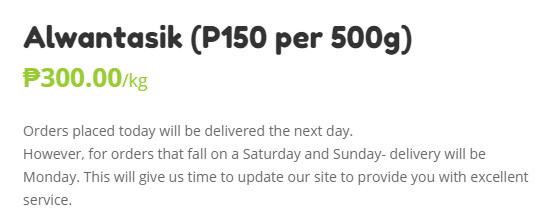 Alwantasik (P150 per 500g)
₱300.00/kg
Orders placed today will be delivered the next day.
However, for orders that fall on a Saturday and Sunday- delivery will be
Monday. This will give us time to update our site to provide you with excellent
service.